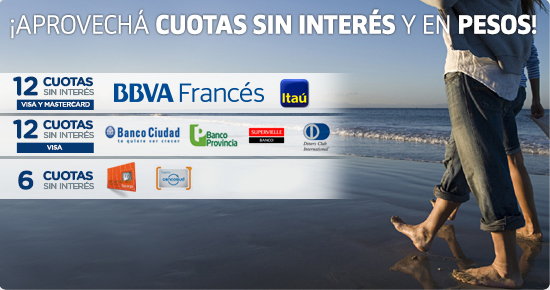 ¡APROVECHÁ CUOTAS SIN INTERÉS Y EN PESOS!
12 CUOTAS
SIN INTERÉS
VISA Y MASTERCARD
BBVA Francés
Itaú
12 CUOTAS
SIN INTERÉS
VISA
Banco Ciudad
te quiere ver crecer
Banco
Provincia
SUPERVIELLE
BANCO
Diners Club
International
6 CUOTAS
SIN INTERÉS